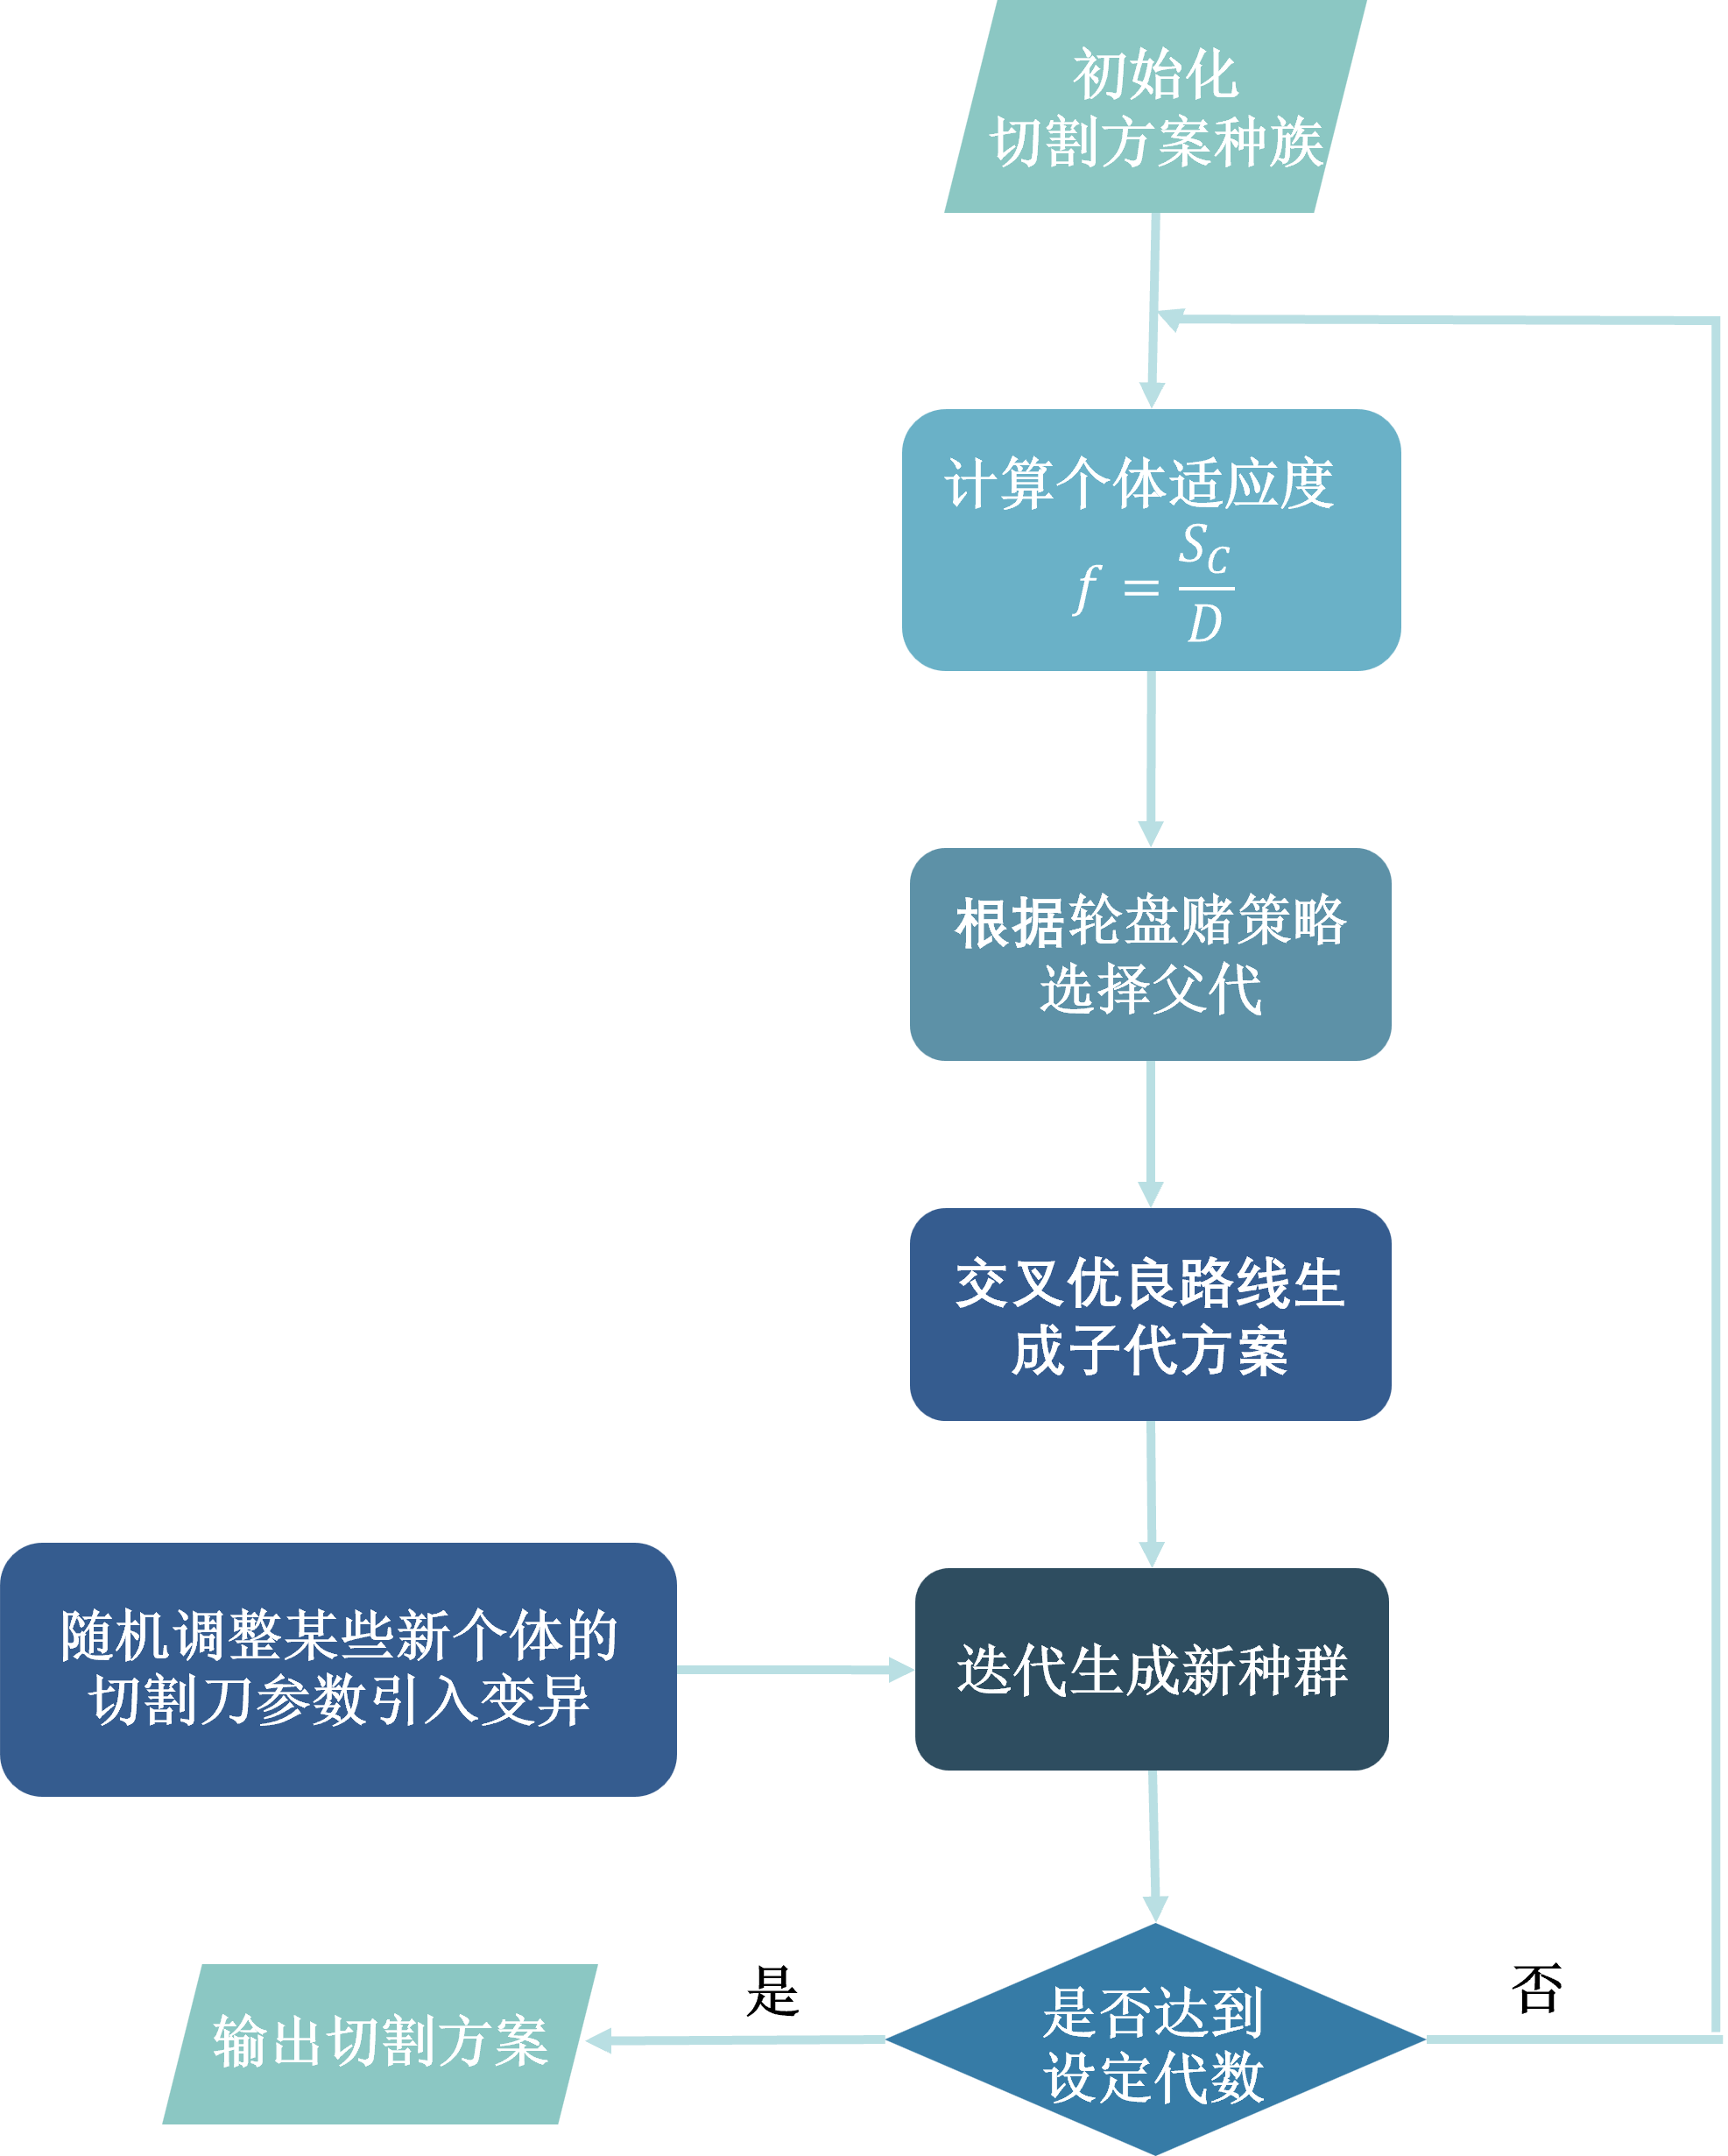 初始化
切割方案种族
计算个体适应度
f = S_C / D
根据轮盘赌策略
选择父代
交叉优良路线生
成子代方案
随机调整某些新个体的
切割刀参数引入变异
迭代生成新种群
是
否
是否达到
设定代数
输出切割方案